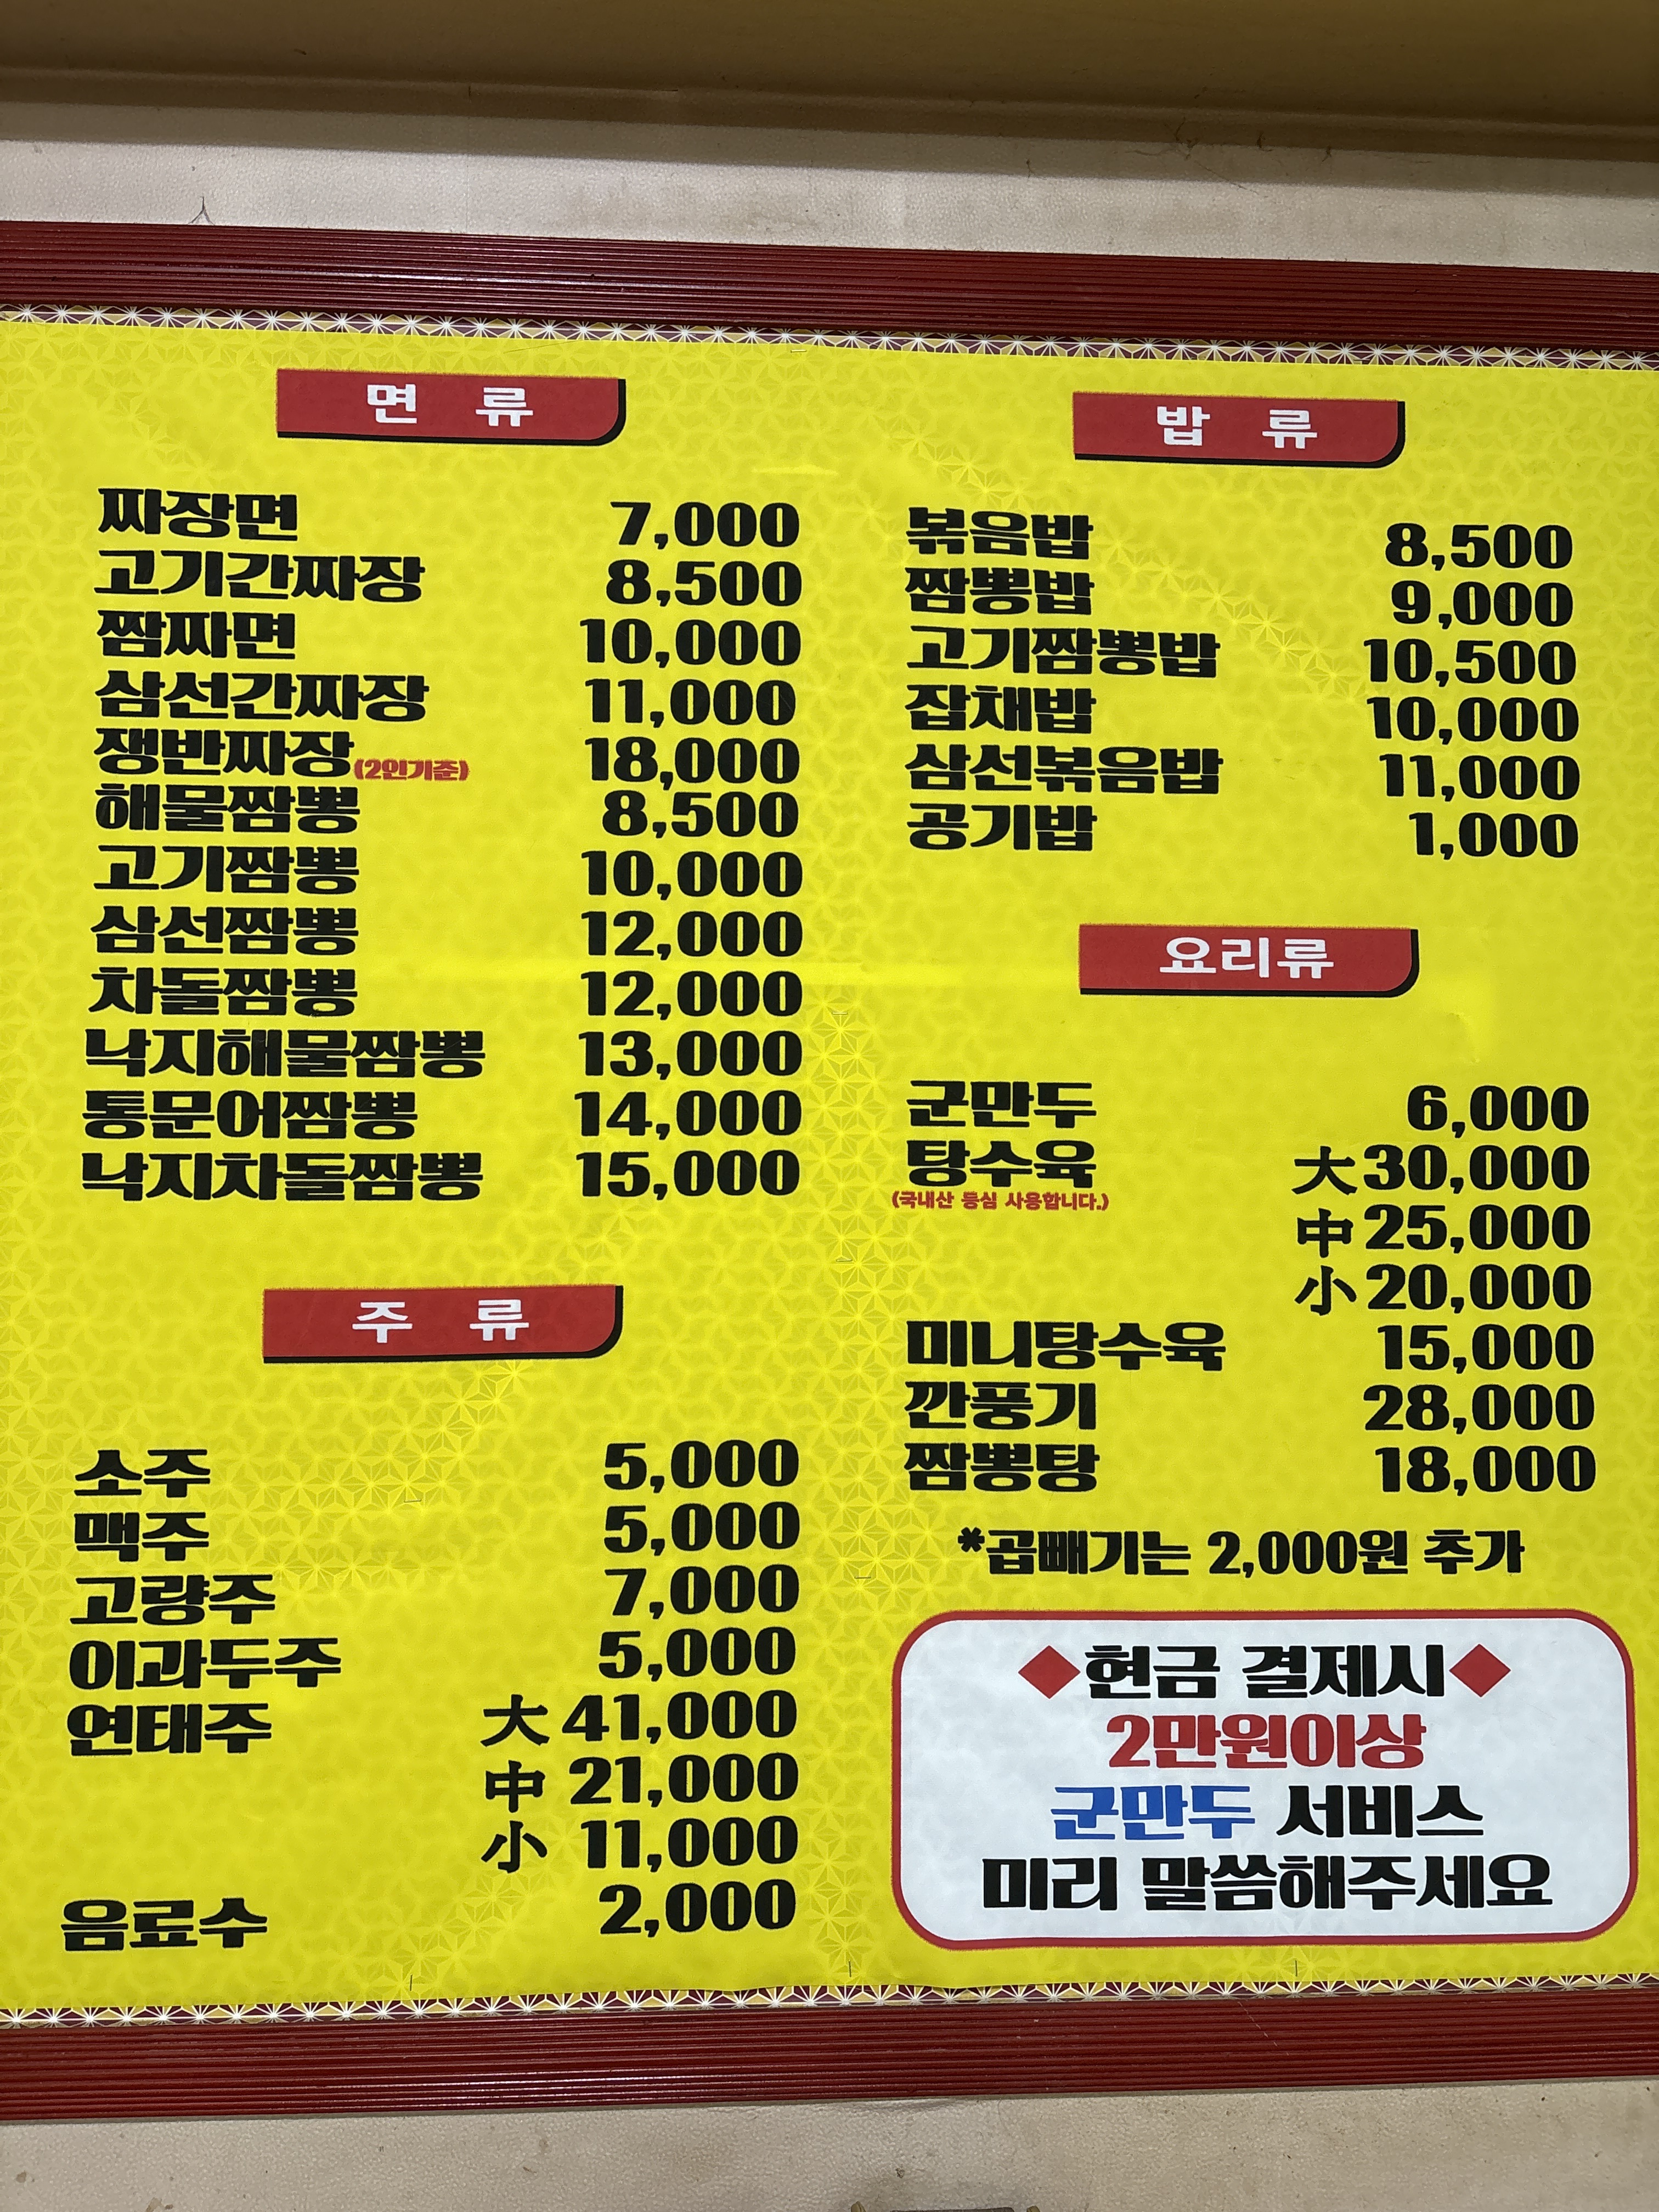 면 류
짜장면 7,000
고기간짜장 8,500
짬짜면 10,000
삼선간짜장 11,000
쟁반짜장(2인기준) 18,000
해물짬뽕 8,500
고기짬뽕 10,000
삼선짬뽕 12,000
차돌짬뽕 12,000
낙지해물짬뽕 13,000
통문어짬뽕 14,000
낙지차돌짬뽕 15,000
주 류
소주 5,000
맥주 5,000
고량주 7,000
이과두주 5,000
연태주 大 41,000
中 21,000
小 11,000
음료수 2,000
밥 류
볶음밥 8,500
짬뽕밥 9,000
고기짬뽕밥 10,500
잡채밥 10,000
삼선볶음밥 11,000
공기밥 1,000
요리류
군만두 6,000
탕수육 大 30,000
(국내산 등심 사용합니다.)
中 25,000
小 20,000
미니탕수육 15,000
깐풍기 28,000
짬뽕탕 18,000
*곱빼기는 2,000원 추가
◆현금 결제시◆
2만원이상
군만두 서비스
미리 말씀해주세요